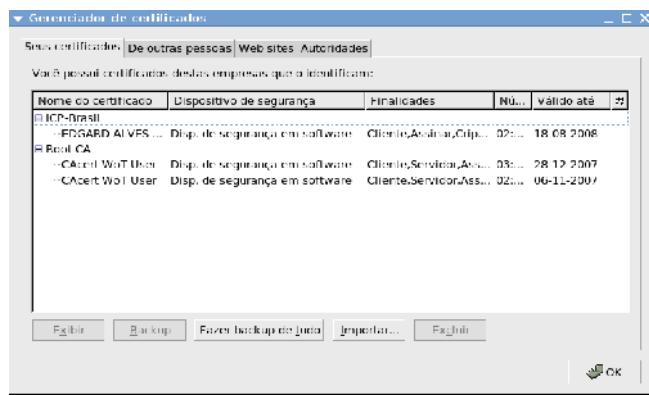 Gerenciador de certificados
Seus certificados De outras pessoas Web sites Autoridades
Você possui certificados destas empresas que o identificam:
Nome do certificado Dispositivo de segurança Finalidades Nú... Válido até
ICP-Brasil
EDGARD ALVES ... Disp. de segurança em software Cliente,Assinar,Crip... 02:... 18-08-2008
Root CA
CAcert WoT User Disp. de segurança em software Cliente,Servidor,Ass... 03:... 28-12-2007
CAcert WoT User Disp. de segurança em software Cliente,Servidor,Ass... 02:... 06-11-2007
Exibir Backup Fazer backup de tudo Importar... Excluir
OK